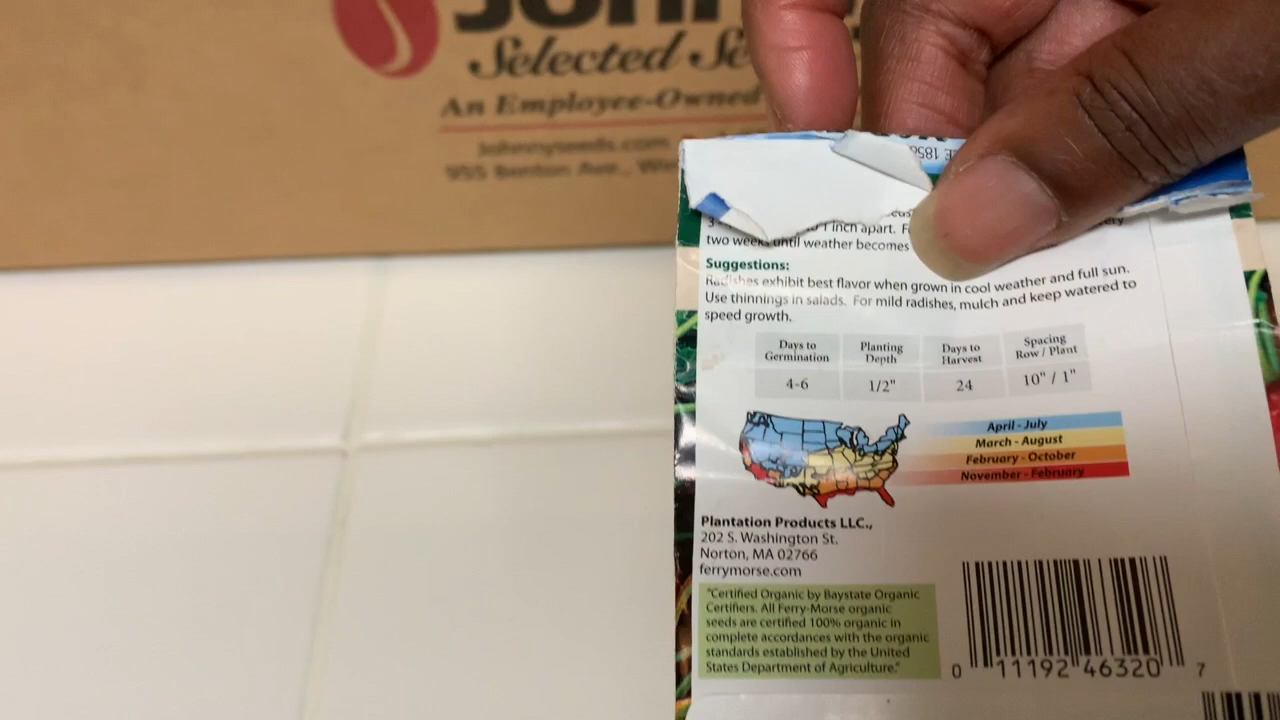 Selected
An Employee-Owned
Johnnyseeds.com
955 Benton Ave.,
1 inch apart.
two weeks until weather becomes
Suggestions:
Radishes exhibit best flavor when grown in cool weather and full sun.
Use thinnings in salads. For mild radishes, mulch and keep watered to
speed growth.
Days to Germination Planting Depth Days to Harvest Spacing Row / Plant
4-6 1/2" 24 10" / 1"
April - July
March - August
February - October
November - February
Plantation Products LLC.,
202 S. Washington St.
Norton, MA 02766
ferrymorse.com
"Certified Organic by Baystate Organic
Certifiers. All Ferry-Morse organic
seeds are certified 100% organic in
complete accordances with the organic
standards established by the United
States Department of Agriculture."
0 11192 46320 7